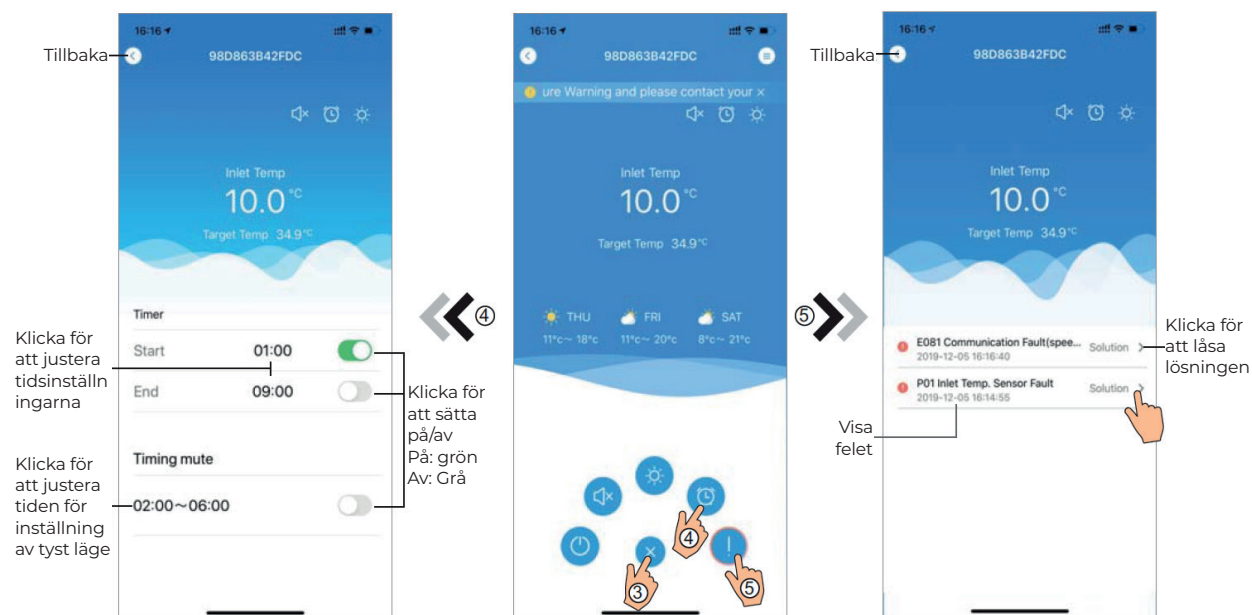 16:16
Tillbaka
98D863B42FDC
Inlet Temp
10.0 °C
Target Temp 34.9°C
Timer
Start 01:00
End 09:00
Timing mute
02:00～06:00
Klicka för
att justera
tidsinställn
ingarna
Klicka för
att justera
tiden för
inställning
av tyst läge
Klicka för
att sätta
på/av
På: grön
Av: Grå
④
16:16
98D863B42FDC
ure Warning and please contact your ×
Inlet Temp
10.0 °C
Target Temp 34.9°C
THU FRI SAT
11°c～ 18°c 11°c～ 20°c 8°c～ 21°c
④
③
⑤
⑤
16:16
Tillbaka
98D863B42FDC
Inlet Temp
10.0 °C
Target Temp 34.9°C
E081 Communication Fault(spee... Solution
2019-12-05 16:16:40
P01 Inlet Temp. Sensor Fault Solution
2019-12-05 16:14:55
Visa
felet
Klicka för
att låsa
lösningen